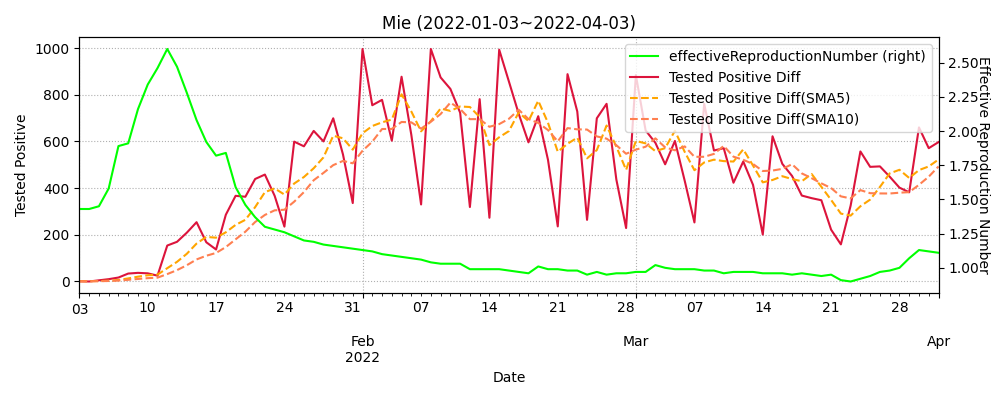 Mie (2022-01-03~2022-04-03)
effectiveReproductionNumber (right)
Tested Positive Diff
Tested Positive Diff(SMA5)
Tested Positive Diff(SMA10)
Tested Positive
1000
800
600
400
200
0
2.50
2.25
2.00
1.75
1.50
1.25
1.00
Effective Reproduction Number
03 10 17 24 31 07 14 21 28 07 14 21 28
Feb Mar Apr
2022
Date